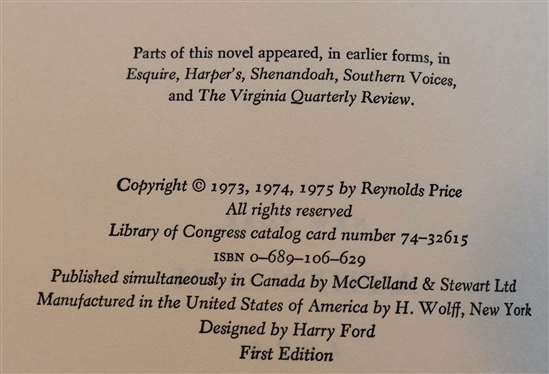 Parts of this novel appeared, in earlier forms, in
Esquire, Harper's, Shenandoah, Southern Voices,
and The Virginia Quarterly Review.
Copyright © 1973, 1974, 1975 by Reynolds Price
All rights reserved
Library of Congress catalog card number 74–32615
ISBN 0–689–106–629
Published simultaneously in Canada by McClelland & Stewart Ltd
Manufactured in the United States of America by H. Wolff, New York
Designed by Harry Ford
First Edition